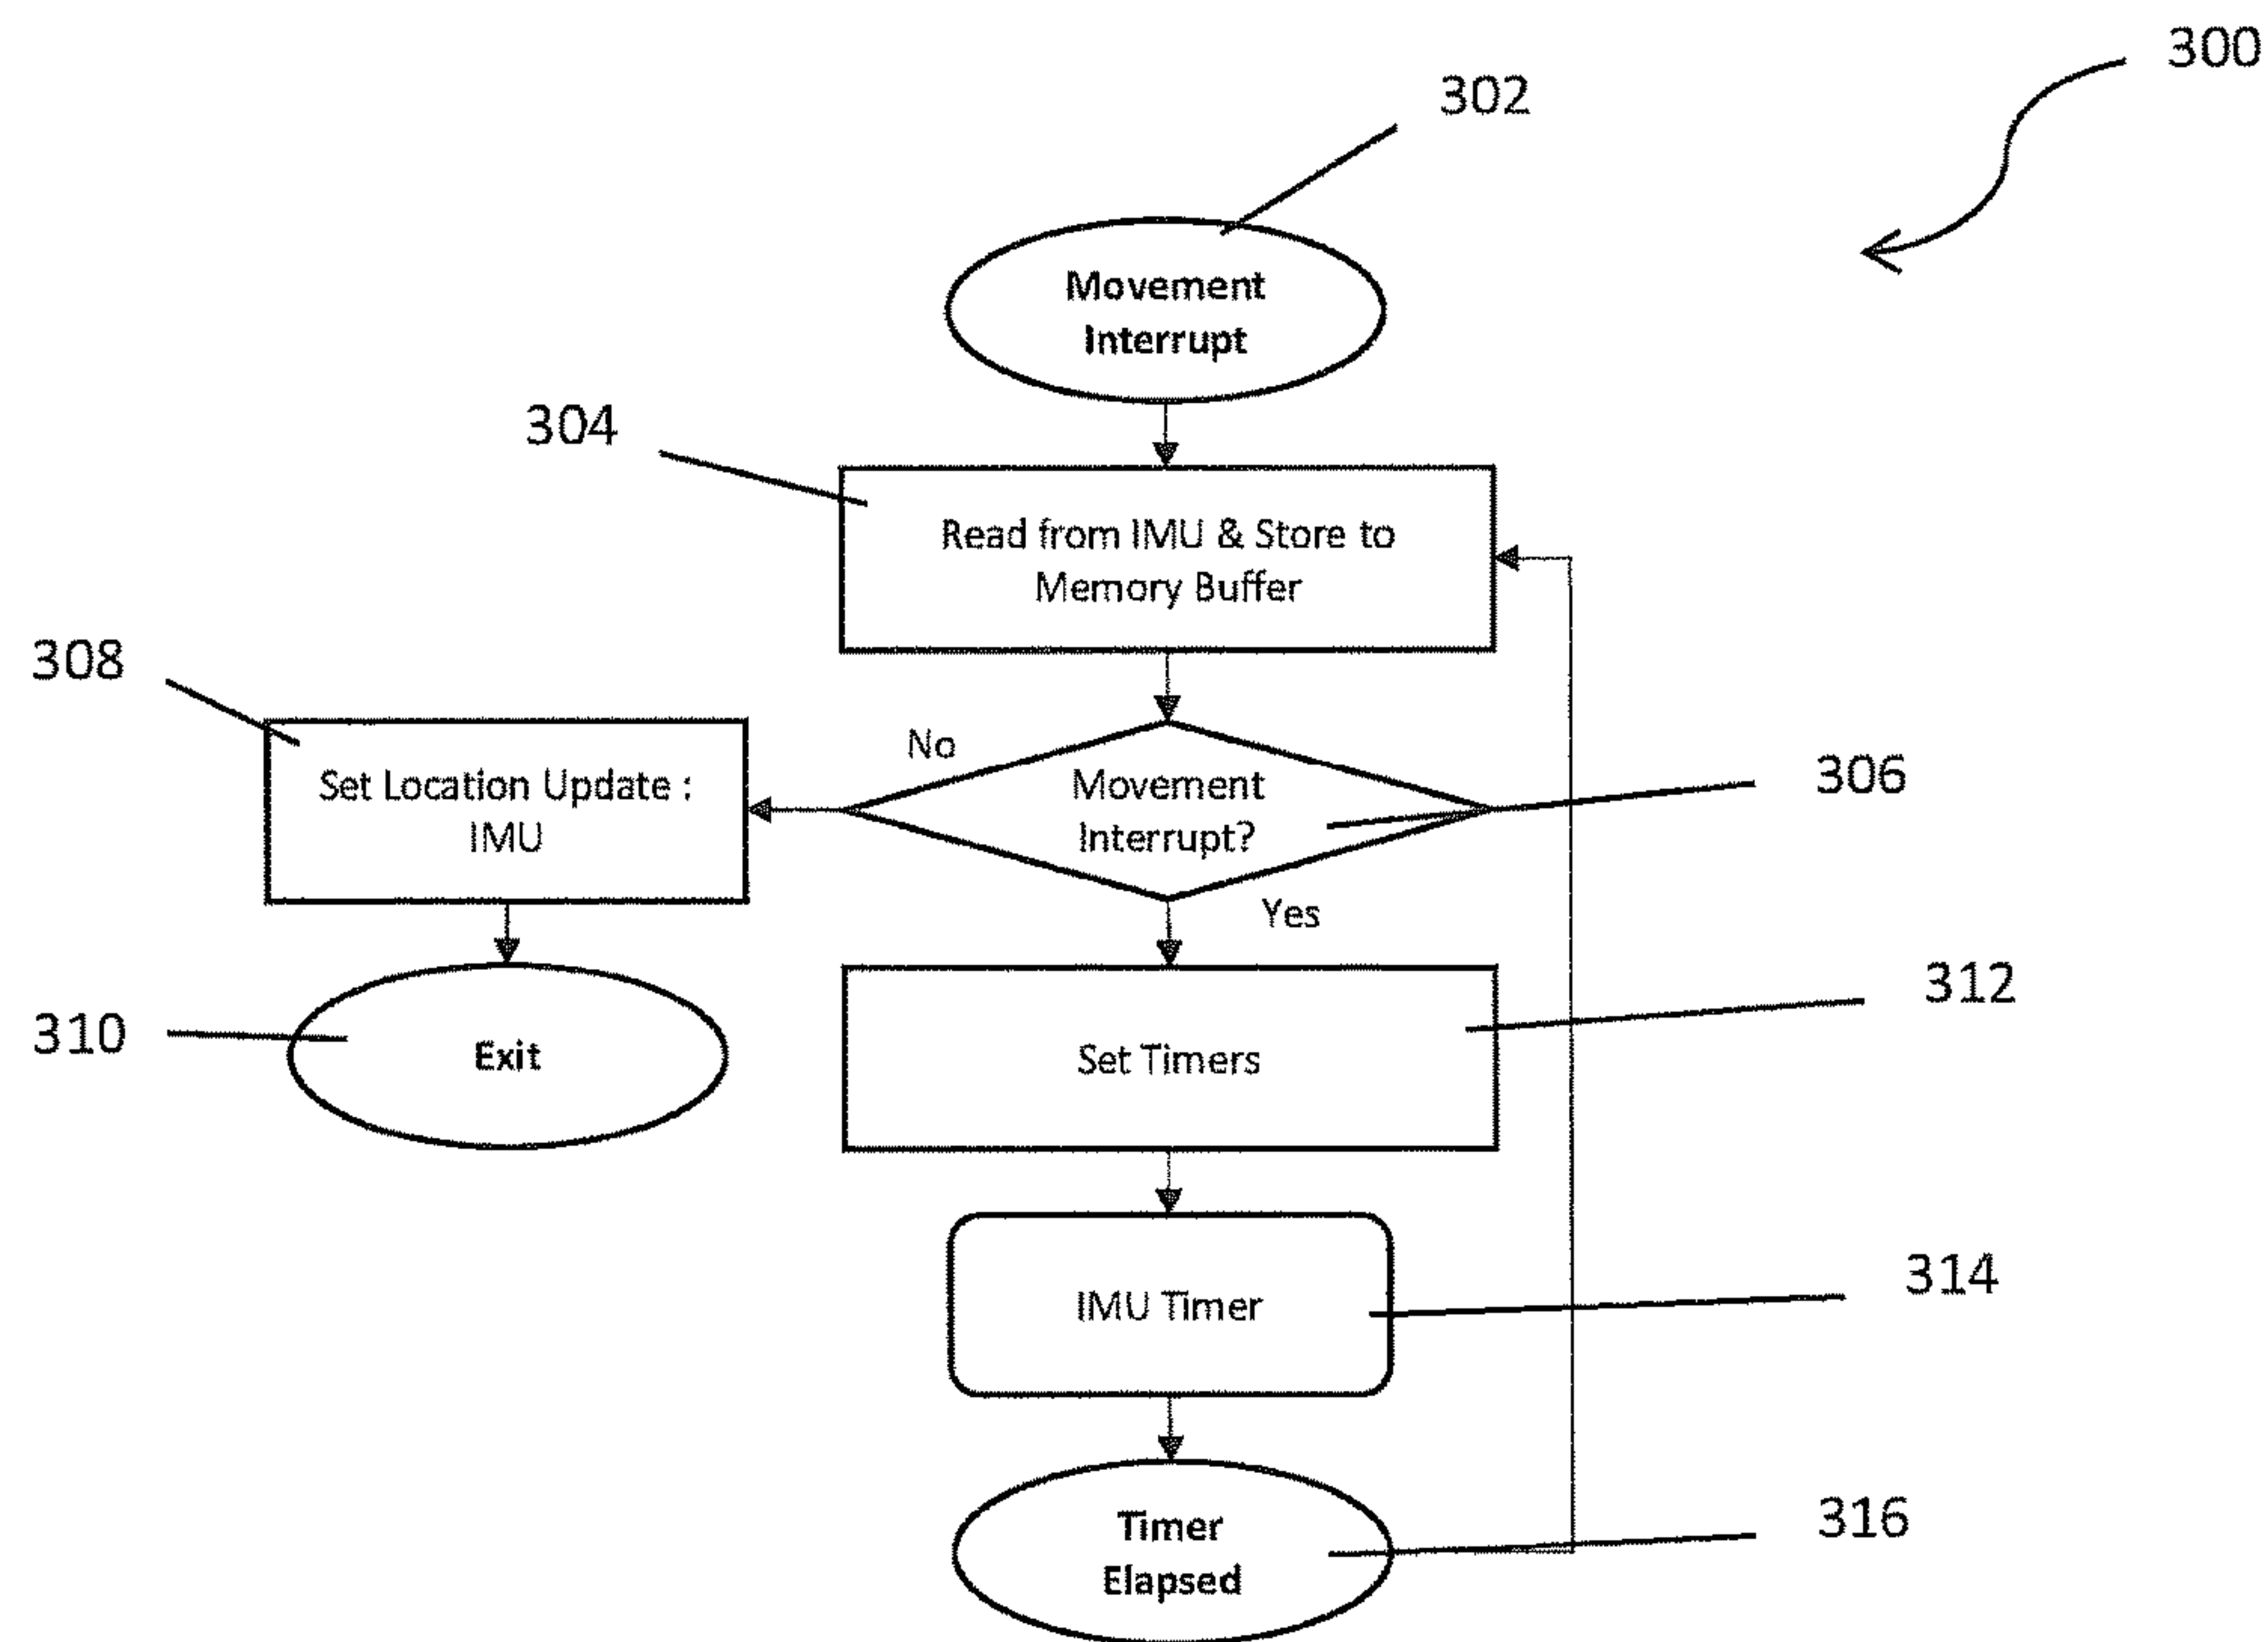 300
302
Movement
Interrupt
304
Read from IMU & Store to
Memory Buffer
308
No
Set Location Update :
IMU
Movement
Interrupt?
306
Yes
312
310
Exit
Set Timers
314
IMU Timer
316
Timer
Elapsed